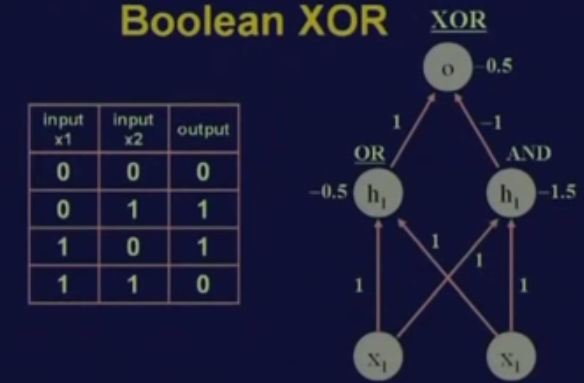 Boolean XOR
XOR
o
-0.5
input x1
input x2
output
0 0 0
0 1 1
1 0 1
1 1 0
1
-1
OR
AND
-0.5
h1
h1
-1.5
1
1
1
1
x1
x1